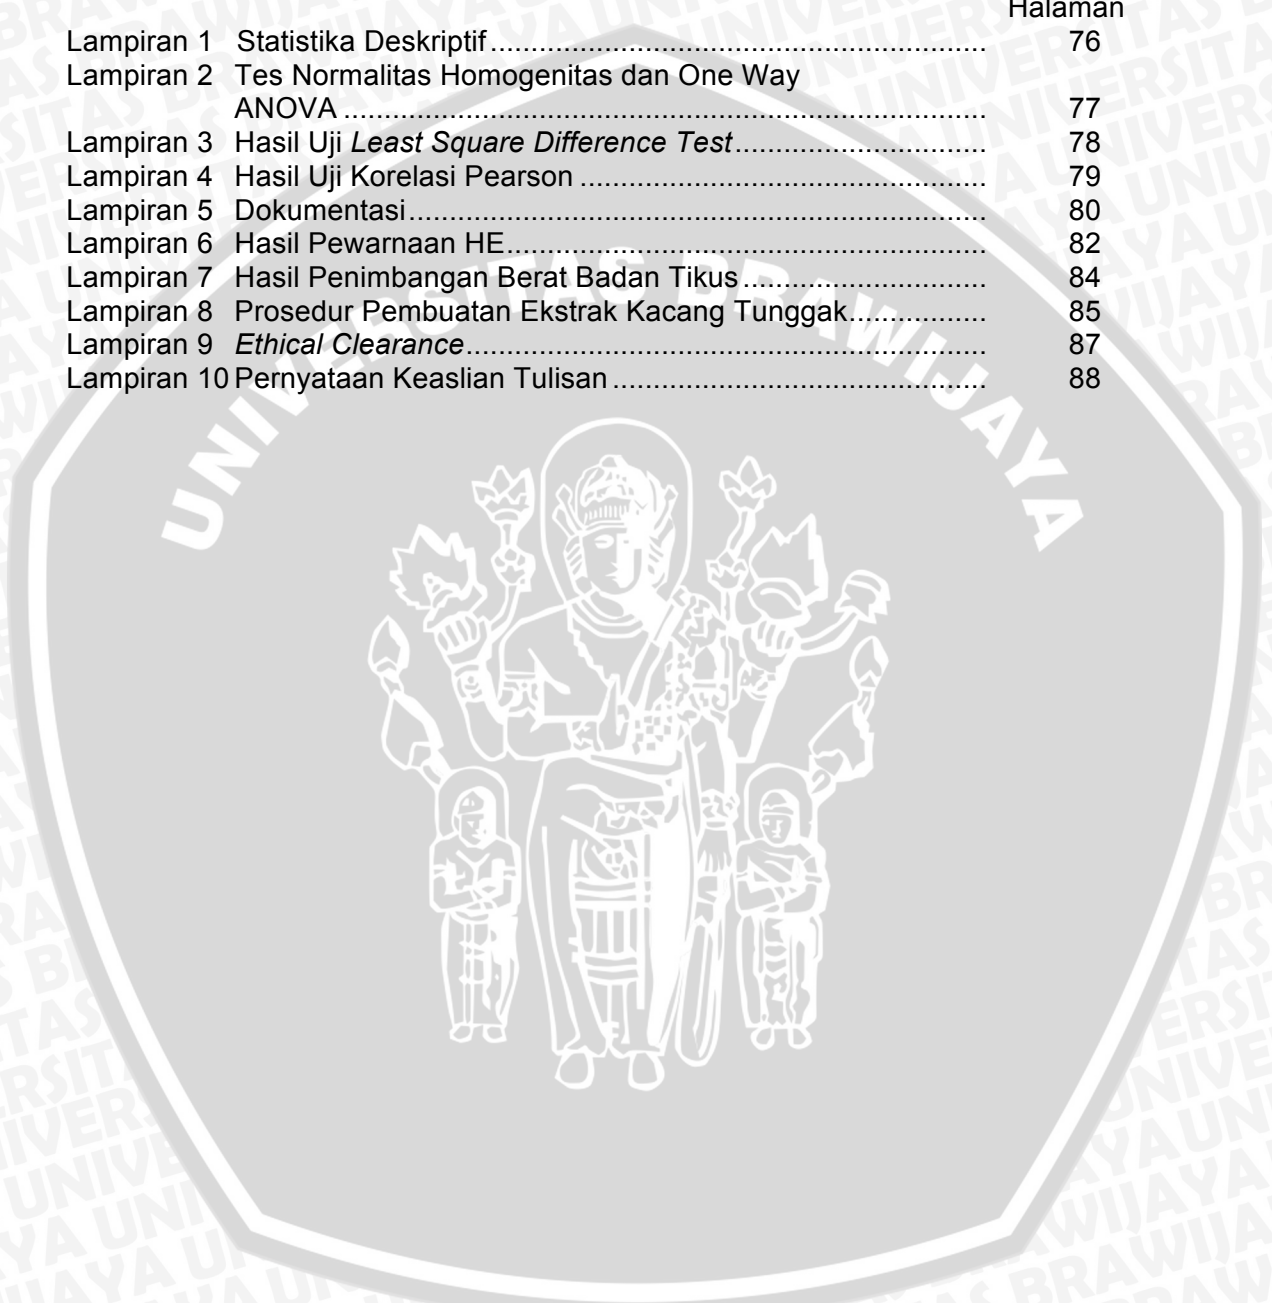 Halaman
Lampiran 1 Statistika Deskriptif............................................................. 76
Lampiran 2 Tes Normalitas Homogenitas dan One Way
ANOVA ............................................................................... 77
Lampiran 3 Hasil Uji Least Square Difference Test............................... 78
Lampiran 4 Hasil Uji Korelasi Pearson .................................................. 79
Lampiran 5 Dokumentasi....................................................................... 80
Lampiran 6 Hasil Pewarnaan HE........................................................... 82
Lampiran 7 Hasil Penimbangan Berat Badan Tikus.............................. 84
Lampiran 8 Prosedur Pembuatan Ekstrak Kacang Tunggak................. 85
Lampiran 9 Ethical Clearance................................................................ 87
Lampiran 10 Pernyataan Keaslian Tulisan.............................................. 88
UNIVERSITAS BRAWIJAYA